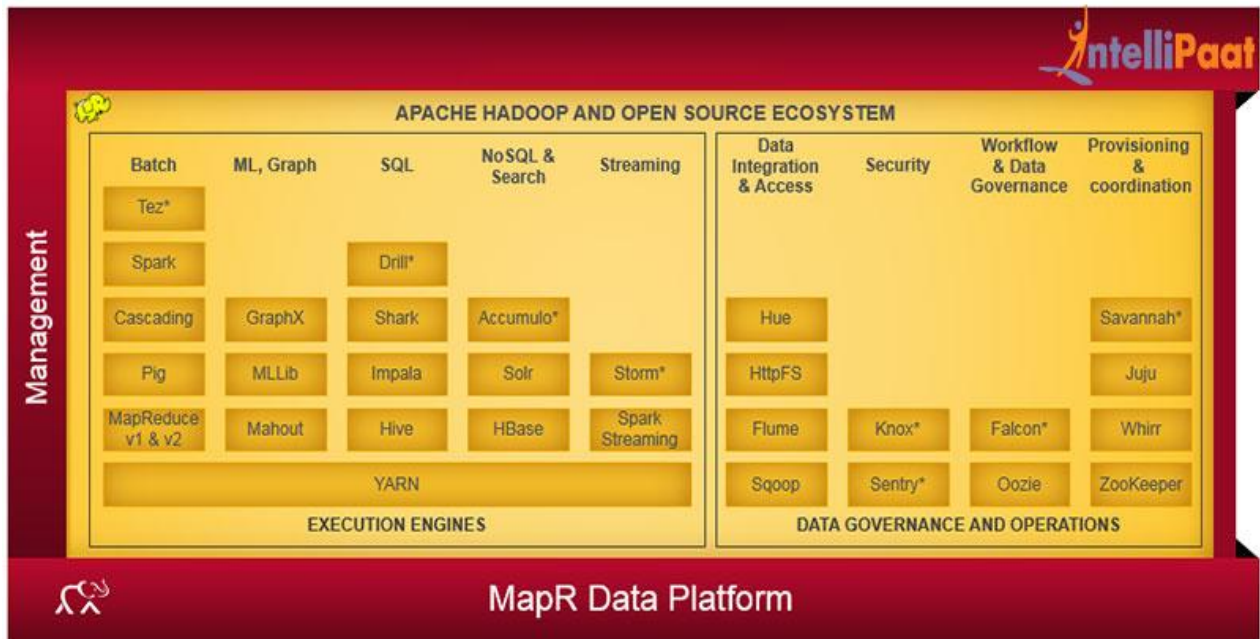 IntelliPaat
APACHE HADOOP AND OPEN SOURCE ECOSYSTEM
Batch
ML, Graph
SQL
NoSQL &
Search
Streaming
Tez*
Spark
Drill*
Cascading
GraphX
Shark
Accumulo*
Pig
MLLib
Impala
Solr
Storm*
MapReduce
v1 & v2
Mahout
Hive
HBase
Spark
Streaming
YARN
EXECUTION ENGINES
Data
Integration
& Access
Security
Workflow
& Data
Governance
Provisioning
&
coordination
Hue
Savannah*
HttpFS
Juju
Flume
Knox*
Falcon*
Whirr
Sqoop
Sentry*
Oozie
ZooKeeper
DATA GOVERNANCE AND OPERATIONS
Management
MapR Data Platform